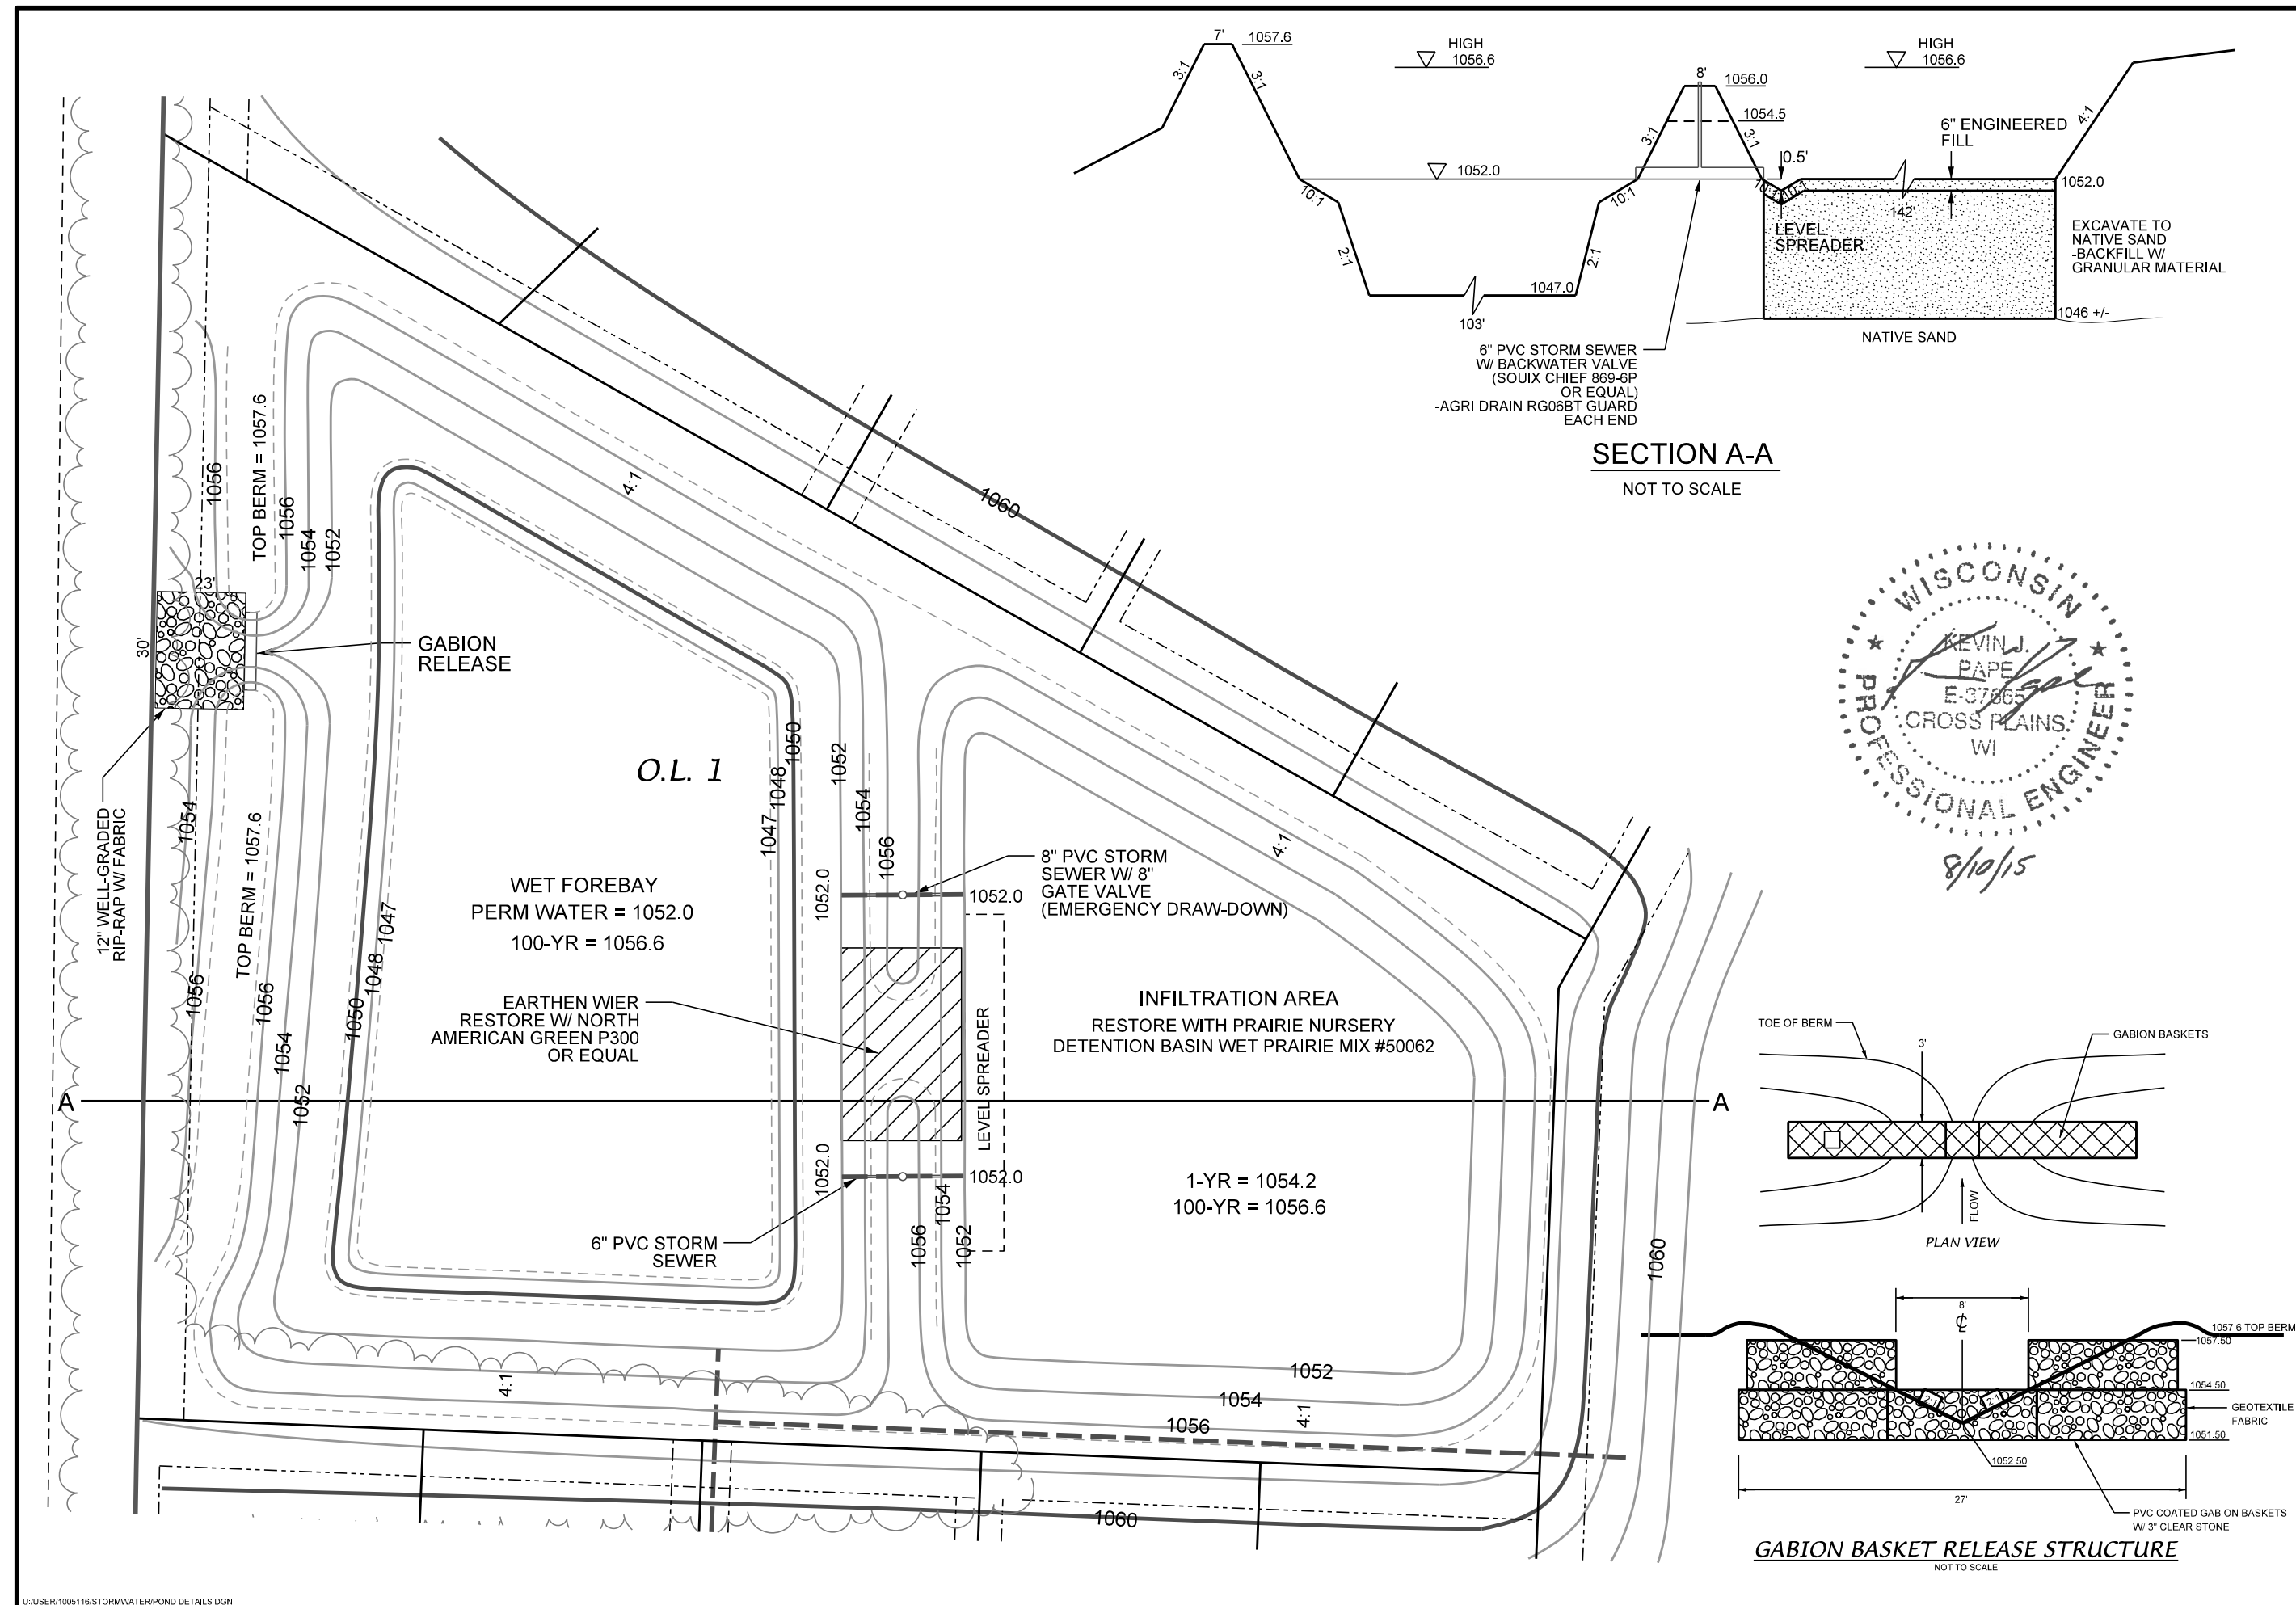 7'
1057.6
3:1
3:1
HIGH
1056.6
8'
1056.0
1054.5
3:1
3:1
HIGH
1056.6
6" ENGINEERED
FILL
4:1
1052.0
0.5'
10:1
10:1
10:1
10:1
1052.0
142'
LEVEL
SPREADER
2:1
2:1
1047.0
103'
EXCAVATE TO
NATIVE SAND
-BACKFILL W/
GRANULAR MATERIAL
1046 +/-
NATIVE SAND
6" PVC STORM SEWER
W/ BACKWATER VALVE
(SOUIX CHIEF 869-6P
OR EQUAL)
-AGRI DRAIN RG06BT GUARD
EACH END
SECTION A-A
NOT TO SCALE
1056
TOP BERM = 1057.6
1056
1054
1052
4:1
1060
23'
30'
GABION
RELEASE
12" WELL-GRADED
RIP-RAP W/ FABRIC
1054
1056
TOP BERM = 1057.6
1056
1054
1052
1050
1048
1047
O.L. 1
1047
1048
1050
1052
1054
1056
WET FOREBAY
PERM WATER = 1052.0
100-YR = 1056.6
1052.0
1052.0
8" PVC STORM
SEWER W/ 8"
GATE VALVE
(EMERGENCY DRAW-DOWN)
4:1
EARTHEN WIER
RESTORE W/ NORTH
AMERICAN GREEN P300
OR EQUAL
LEVEL SPREADER
INFILTRATION AREA
RESTORE WITH PRAIRIE NURSERY
DETENTION BASIN WET PRAIRIE MIX #50062
A
A
1052.0
1052.0
1-YR = 1054.2
100-YR = 1056.6
6" PVC STORM
SEWER
1056
1054
1052
1060
4:1
1052
1054
1056
4:1
1060
WISCONSIN
KEVIN J.
PAPE
E-37865
CROSS PLAINS
WI
PROFESSIONAL ENGINEER
8/10/15
TOE OF BERM
3'
GABION BASKETS
FLOW
PLAN VIEW
8'
1057.6 TOP BERM
1057.50
2:1
2:1
1054.50
GEOTEXTILE
FABRIC
1051.50
1052.50
27'
PVC COATED GABION BASKETS
W/ 3" CLEAR STONE
GABION BASKET RELEASE STRUCTURE
NOT TO SCALE
U:/USER/1005116/STORMWATER/POND DETAILS.DGN